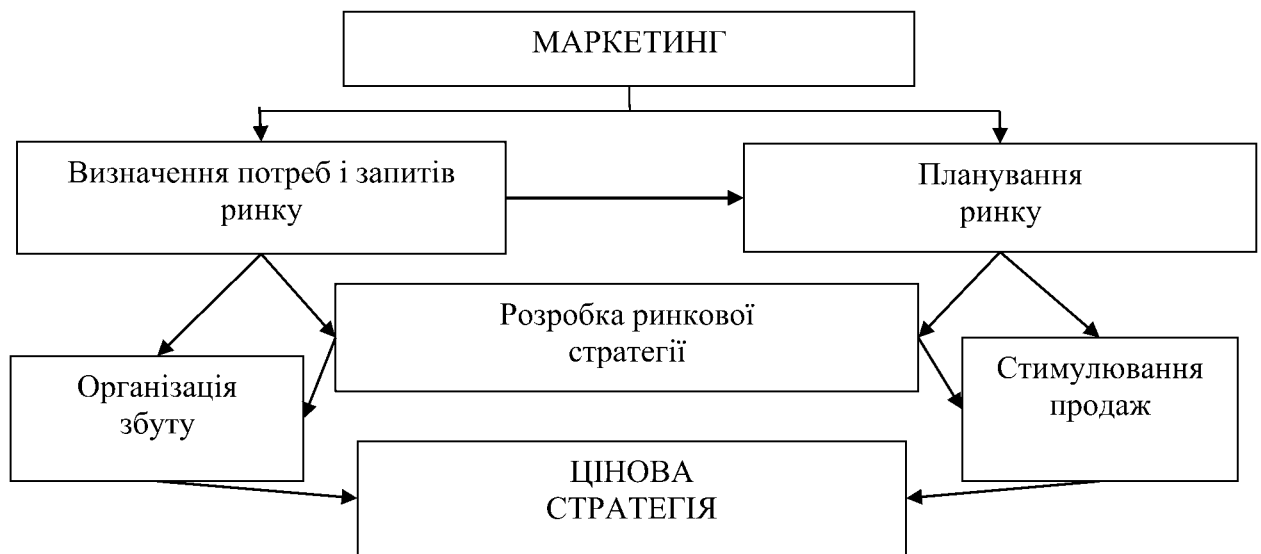 МАРКЕТИНГ
Визначення потреб і запитів
ринку
Планування
ринку
Розробка ринкової
стратегії
Організація
збуту
Стимулювання
продаж
ЦІНОВА
СТРАТЕГІЯ